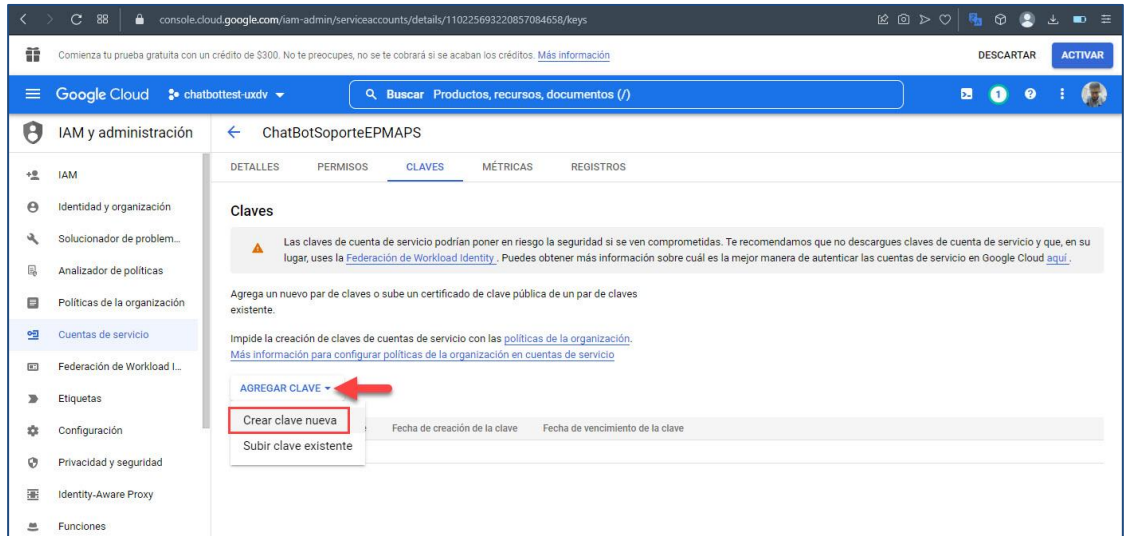 88
console.cloud.google.com/iam-admin/serviceaccounts/details/110225693220857084658/keys
Comienza tu prueba gratuita con un crédito de $300. No te preocupes, no se te cobrará si se acaban los créditos. Más información
DESCARTAR
ACTIVAR
Google Cloud
chatbottest-uxdv
Buscar Productos, recursos, documentos (/)
1
IAM y administración
ChatBotSoporteEPMAPS
DETALLES
PERMISOS
CLAVES
MÉTRICAS
REGISTROS
IAM
Identidad y organización
Solucionador de problem...
Analizador de políticas
Políticas de la organización
Cuentas de servicio
Federación de Workload I...
Etiquetas
Configuración
Privacidad y seguridad
Identity-Aware Proxy
Funciones
Claves
Las claves de cuenta de servicio podrían poner en riesgo la seguridad si se ven comprometidas. Te recomendamos que no descargues claves de cuenta de servicio y que, en su
lugar, uses la Federación de Workload Identity . Puedes obtener más información sobre cuál es la mejor manera de autenticar las cuentas de servicio en Google Cloud aquí .
Agrega un nuevo par de claves o sube un certificado de clave pública de un par de claves
existente.
Impide la creación de claves de cuentas de servicio con las políticas de la organización.
Más información para configurar políticas de la organización en cuentas de servicio
AGREGAR CLAVE
Crear clave nueva
Subir clave existente
Fecha de creación de la clave
Fecha de vencimiento de la clave